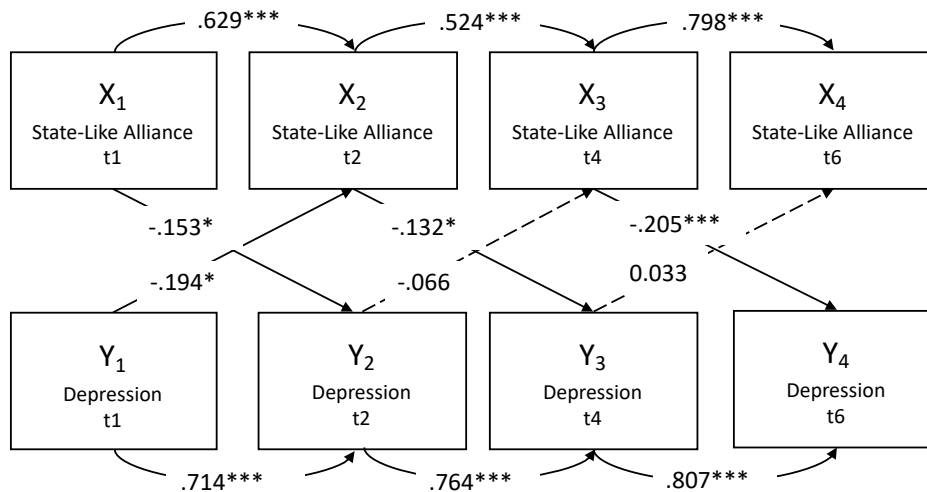 .629***
.524***
.798***
X₁
State-Like Alliance
t1
X₂
State-Like Alliance
t2
X₃
State-Like Alliance
t4
X₄
State-Like Alliance
t6
-.153*
-.132*
-.205***
-.194*
-.066
0.033
Y₁
Depression
t1
Y₂
Depression
t2
Y₃
Depression
t4
Y₄
Depression
t6
.714***
.764***
.807***